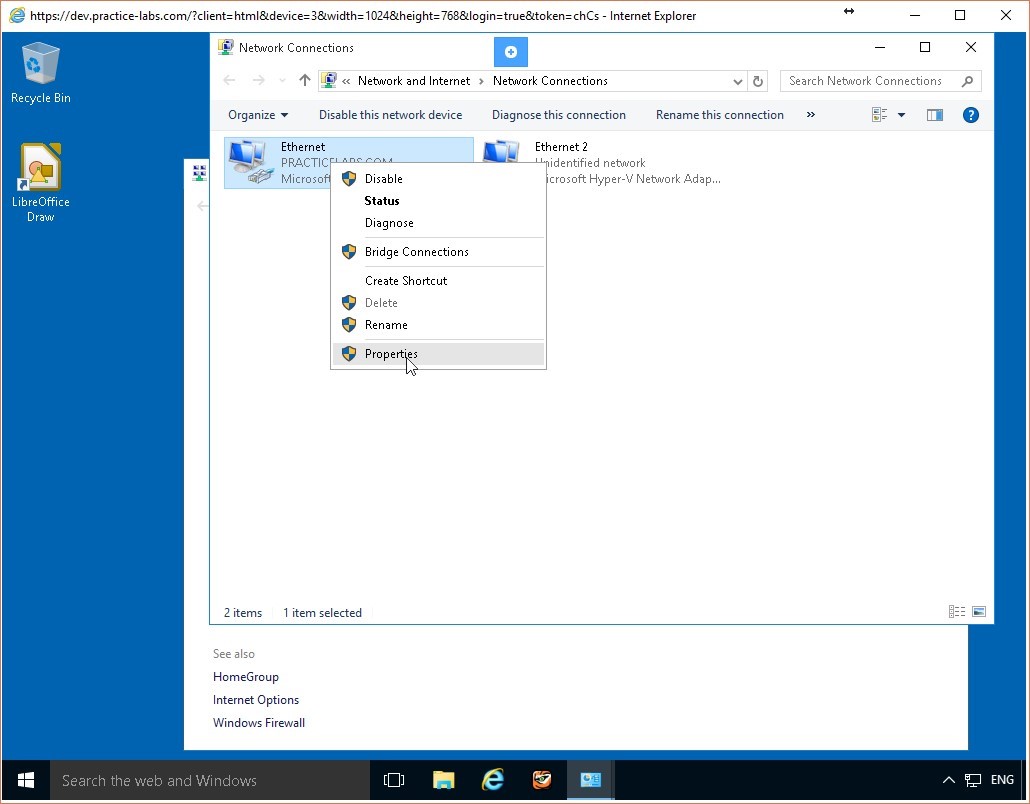 https://dev.practice-labs.com/?client=html&device=3&width=1024&height=768&login=true&token=chCs - Internet Explorer
Recycle Bin
LibreOffice
Draw
Network Connections
« Network and Internet > Network Connections
Search Network Connections
Organize Disable this network device Diagnose this connection Rename this connection »
Ethernet
PRACTICELABS.COM
Microsoft
Ethernet 2
Unidentified network
Microsoft Hyper-V Network Adap...
Disable
Status
Diagnose
Bridge Connections
Create Shortcut
Delete
Rename
Properties
2 items 1 item selected
See also
HomeGroup
Internet Options
Windows Firewall
Search the web and Windows
ENG